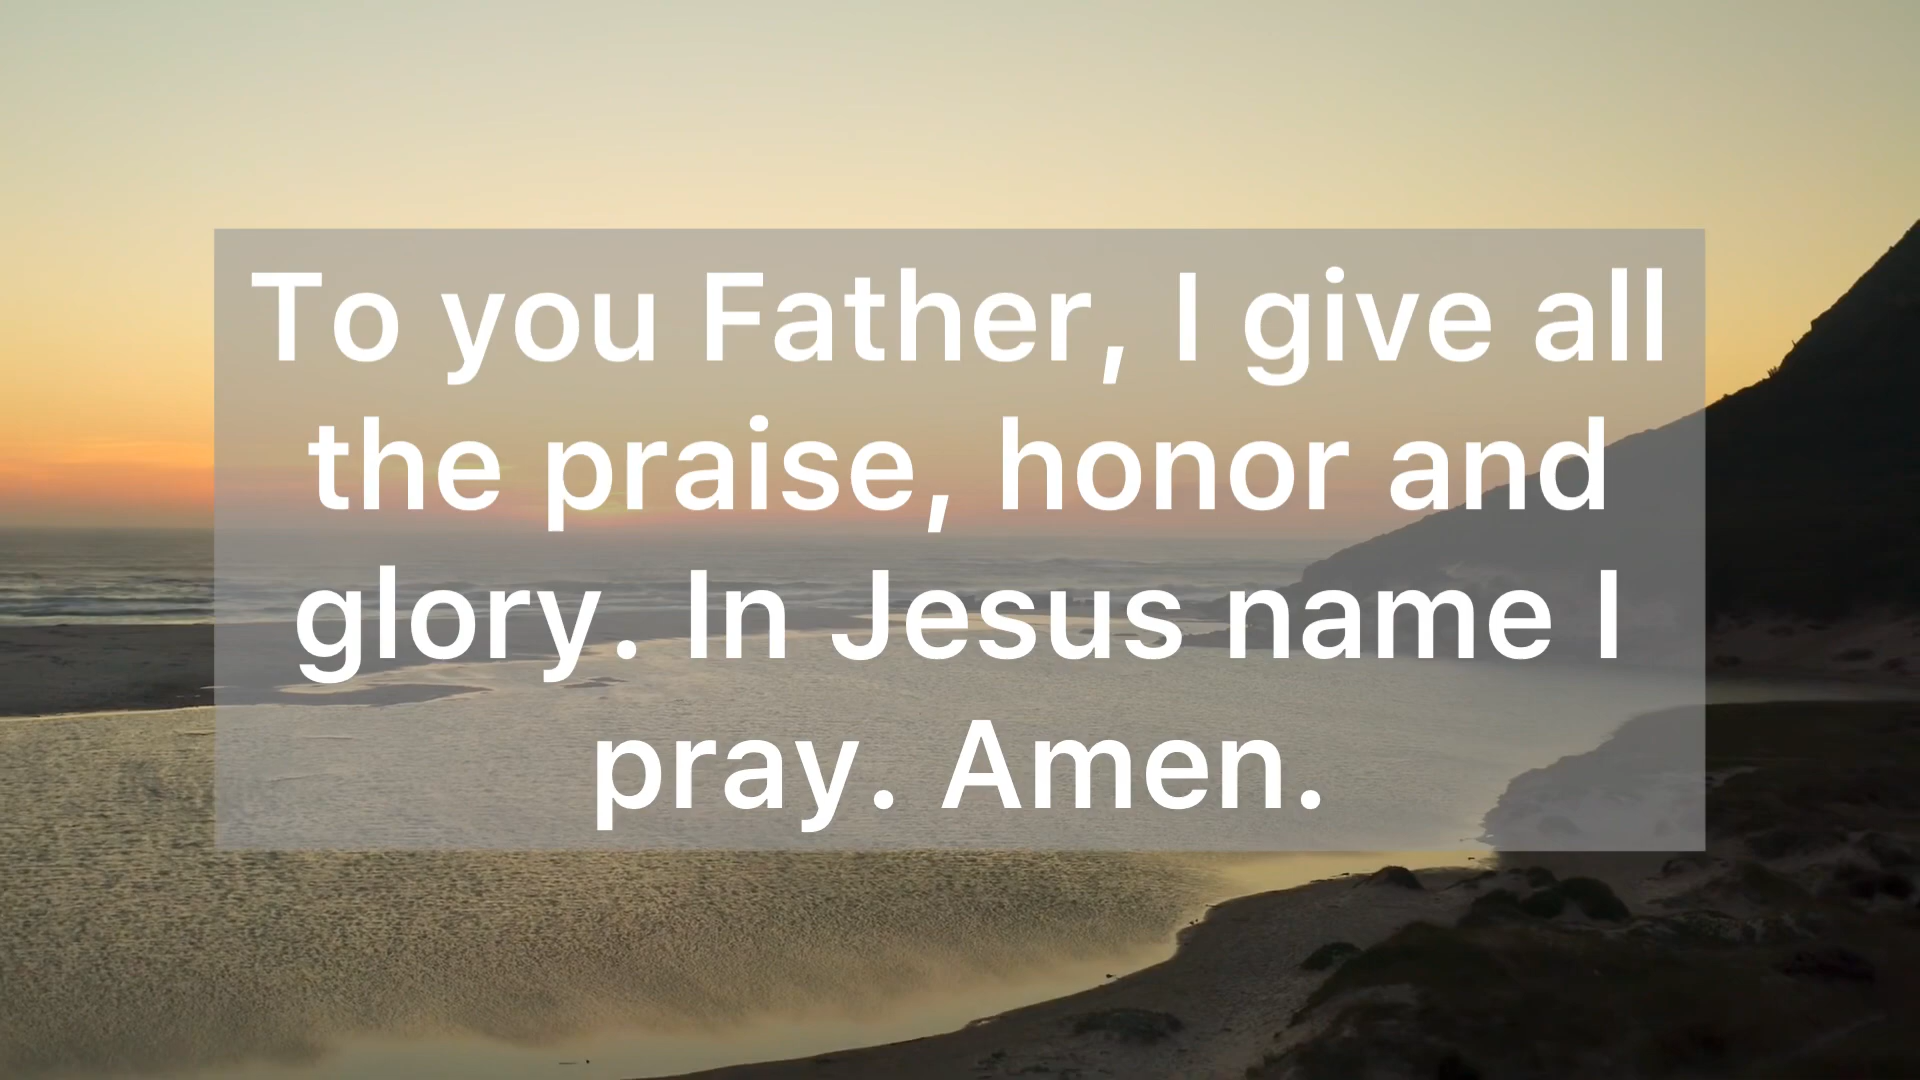 To you Father, I give all
the praise, honor and
glory. In Jesus name I
pray. Amen.